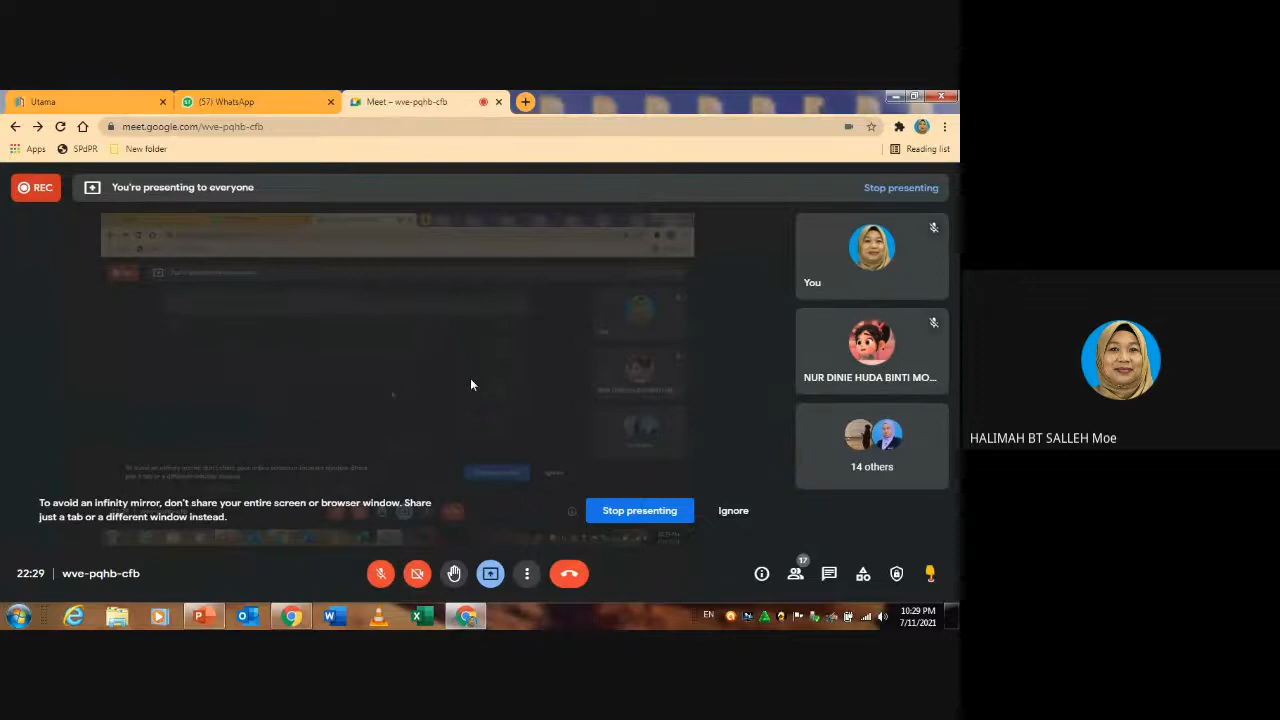 Utama
(57) WhatsApp
Meet – wve-pqhb-cfb
meet.google.com/wve-pqhb-cfb
Apps
SPdPR
New folder
Reading list
REC
You're presenting to everyone
Stop presenting
You
NUR DINIE HUDA BINTI MO...
14 others
HALIMAH BT SALLEH Moe
To avoid an infinity mirror, don't share your entire screen or browser window. Share
just a tab or a different window instead.
Stop presenting
Ignore
22:29
wve-pqhb-cfb
17
EN
10:29 PM
7/11/2021